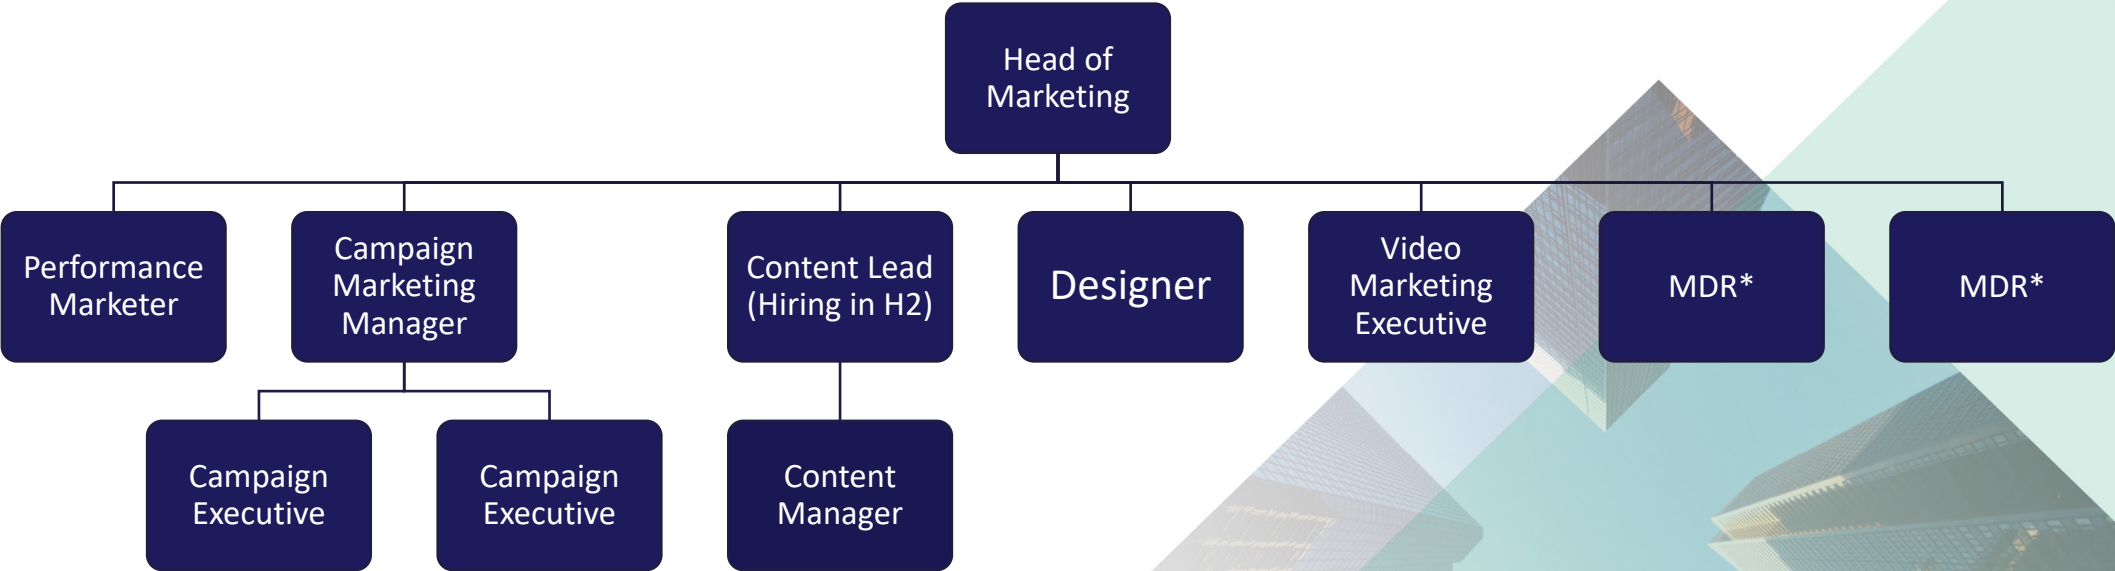 Head of
Marketing
Performance
Marketer
Campaign
Marketing
Manager
Content Lead
(Hiring in H2)
Designer
Video
Marketing
Executive
MDR*
MDR*
Campaign
Executive
Campaign
Executive
Content
Manager